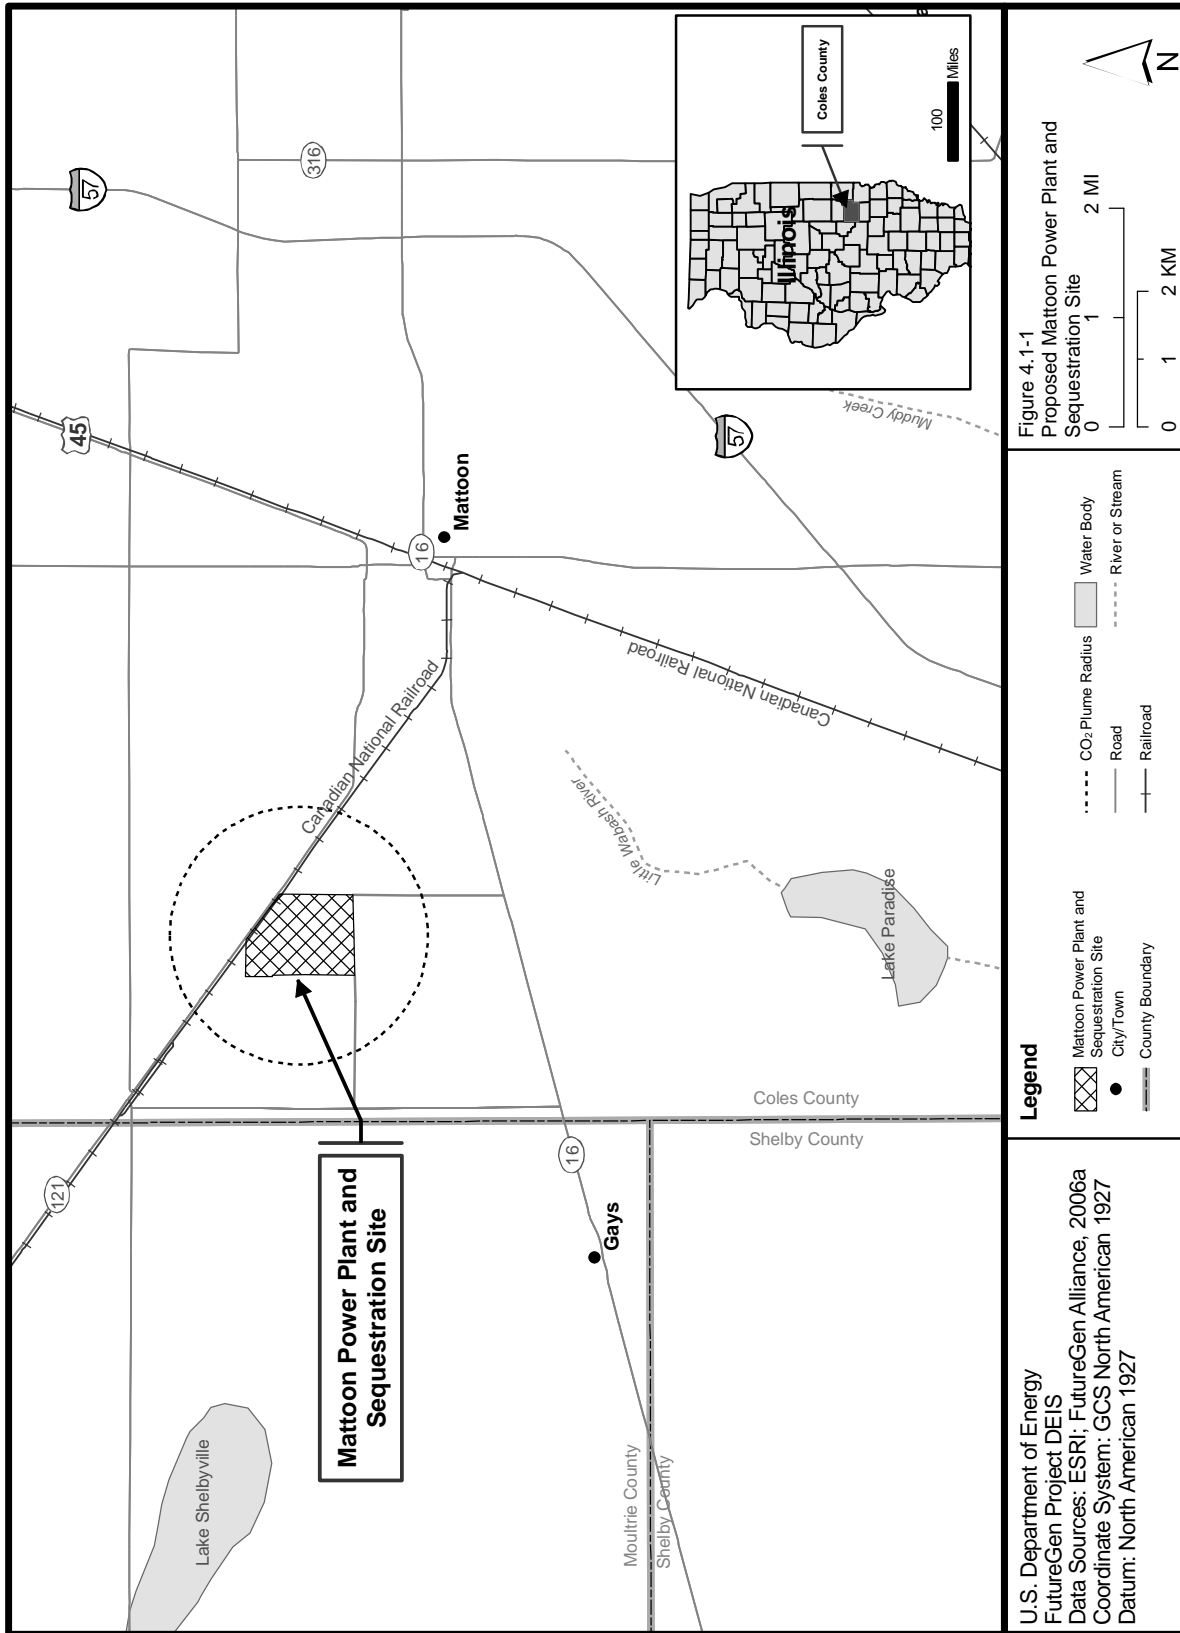 121
45
57
316
Lake Shelbyville
Canadian National Railroad
Mattoon Power Plant and
Sequestration Site
16
Mattoon
16
Gays
Little Wabash River
Canadian National Railroad
57
Muddy Creek
Lake Paradise
Moultrie County
Shelby County
Coles County
Shelby County
Illinois
Coles County
100
Miles
U.S. Department of Energy
FutureGen Project DEIS
Data Sources: ESRI; FutureGen Alliance, 2006a
Coordinate System: GCS North American 1927
Datum: North American 1927
Legend
Mattoon Power Plant and
Sequestration Site
City/Town
County Boundary
CO₂ Plume Radius
Road
Railroad
Water Body
River or Stream
Figure 4.1-1
Proposed Mattoon Power Plant and
Sequestration Site
0 1 2 MI
0 1 2 KM
N